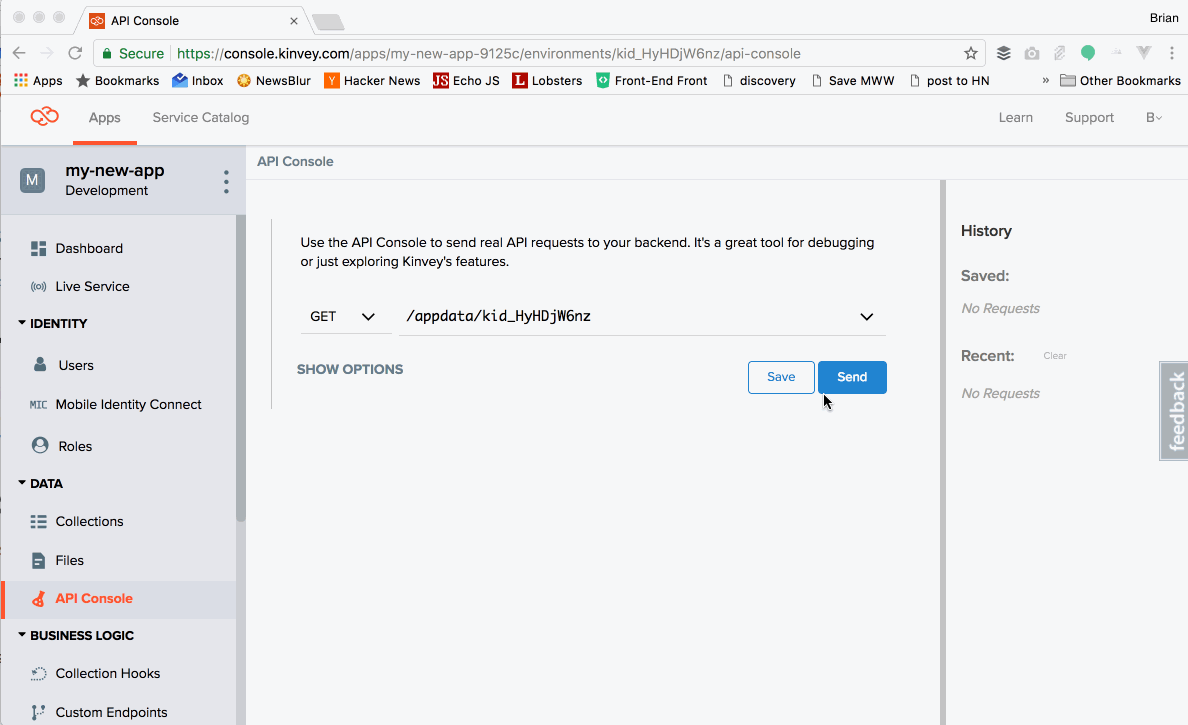 API Console
Brian
Secure
https://console.kinvey.com/apps/my-new-app-9125c/environments/kid_HyHDjW6nz/api-console
Apps
Bookmarks
Inbox
NewsBlur
Y
Hacker News
JS
Echo JS
L
Lobsters
Front-End Front
discovery
Save MWW
post to HN
»
Other Bookmarks
Apps
Service Catalog
Learn
Support
B
M
my-new-app
Development
Dashboard
Live Service
IDENTITY
Users
MIC
Mobile Identity Connect
Roles
DATA
Collections
Files
API Console
BUSINESS LOGIC
Collection Hooks
Custom Endpoints
API Console
Use the API Console to send real API requests to your backend. It's a great tool for debugging
or just exploring Kinvey's features.
GET
/appdata/kid_HyHDjW6nz
SHOW OPTIONS
Save
Send
History
Saved:
No Requests
Recent:
Clear
No Requests
feedback